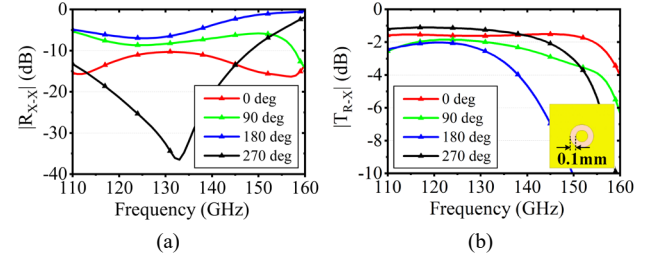 0
-10
-20
-30
-40
|R_X-X| (dB)
0 deg
90 deg
180 deg
270 deg
110 120 130 140 150 160
Frequency (GHz)
(a)
0
-2
-4
-6
-8
-10
|T_R-X| (dB)
0 deg
90 deg
180 deg
270 deg
0.1mm
110 120 130 140 150 160
Frequency (GHz)
(b)